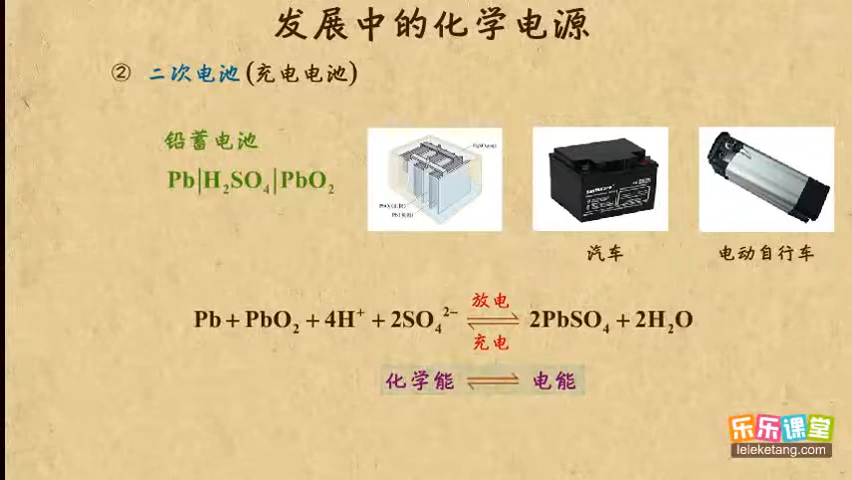 发展中的化学电源
② 二次电池(充电电池)
铅蓄电池
Pb|H₂SO₄|PbO₂
汽车
电动自行车
放电
Pb + PbO₂ + 4H⁺ + 2SO₄²⁻ ⇌ 2PbSO₄ + 2H₂O
充电
化学能 ⇌ 电能
乐乐课堂
leleketang.com